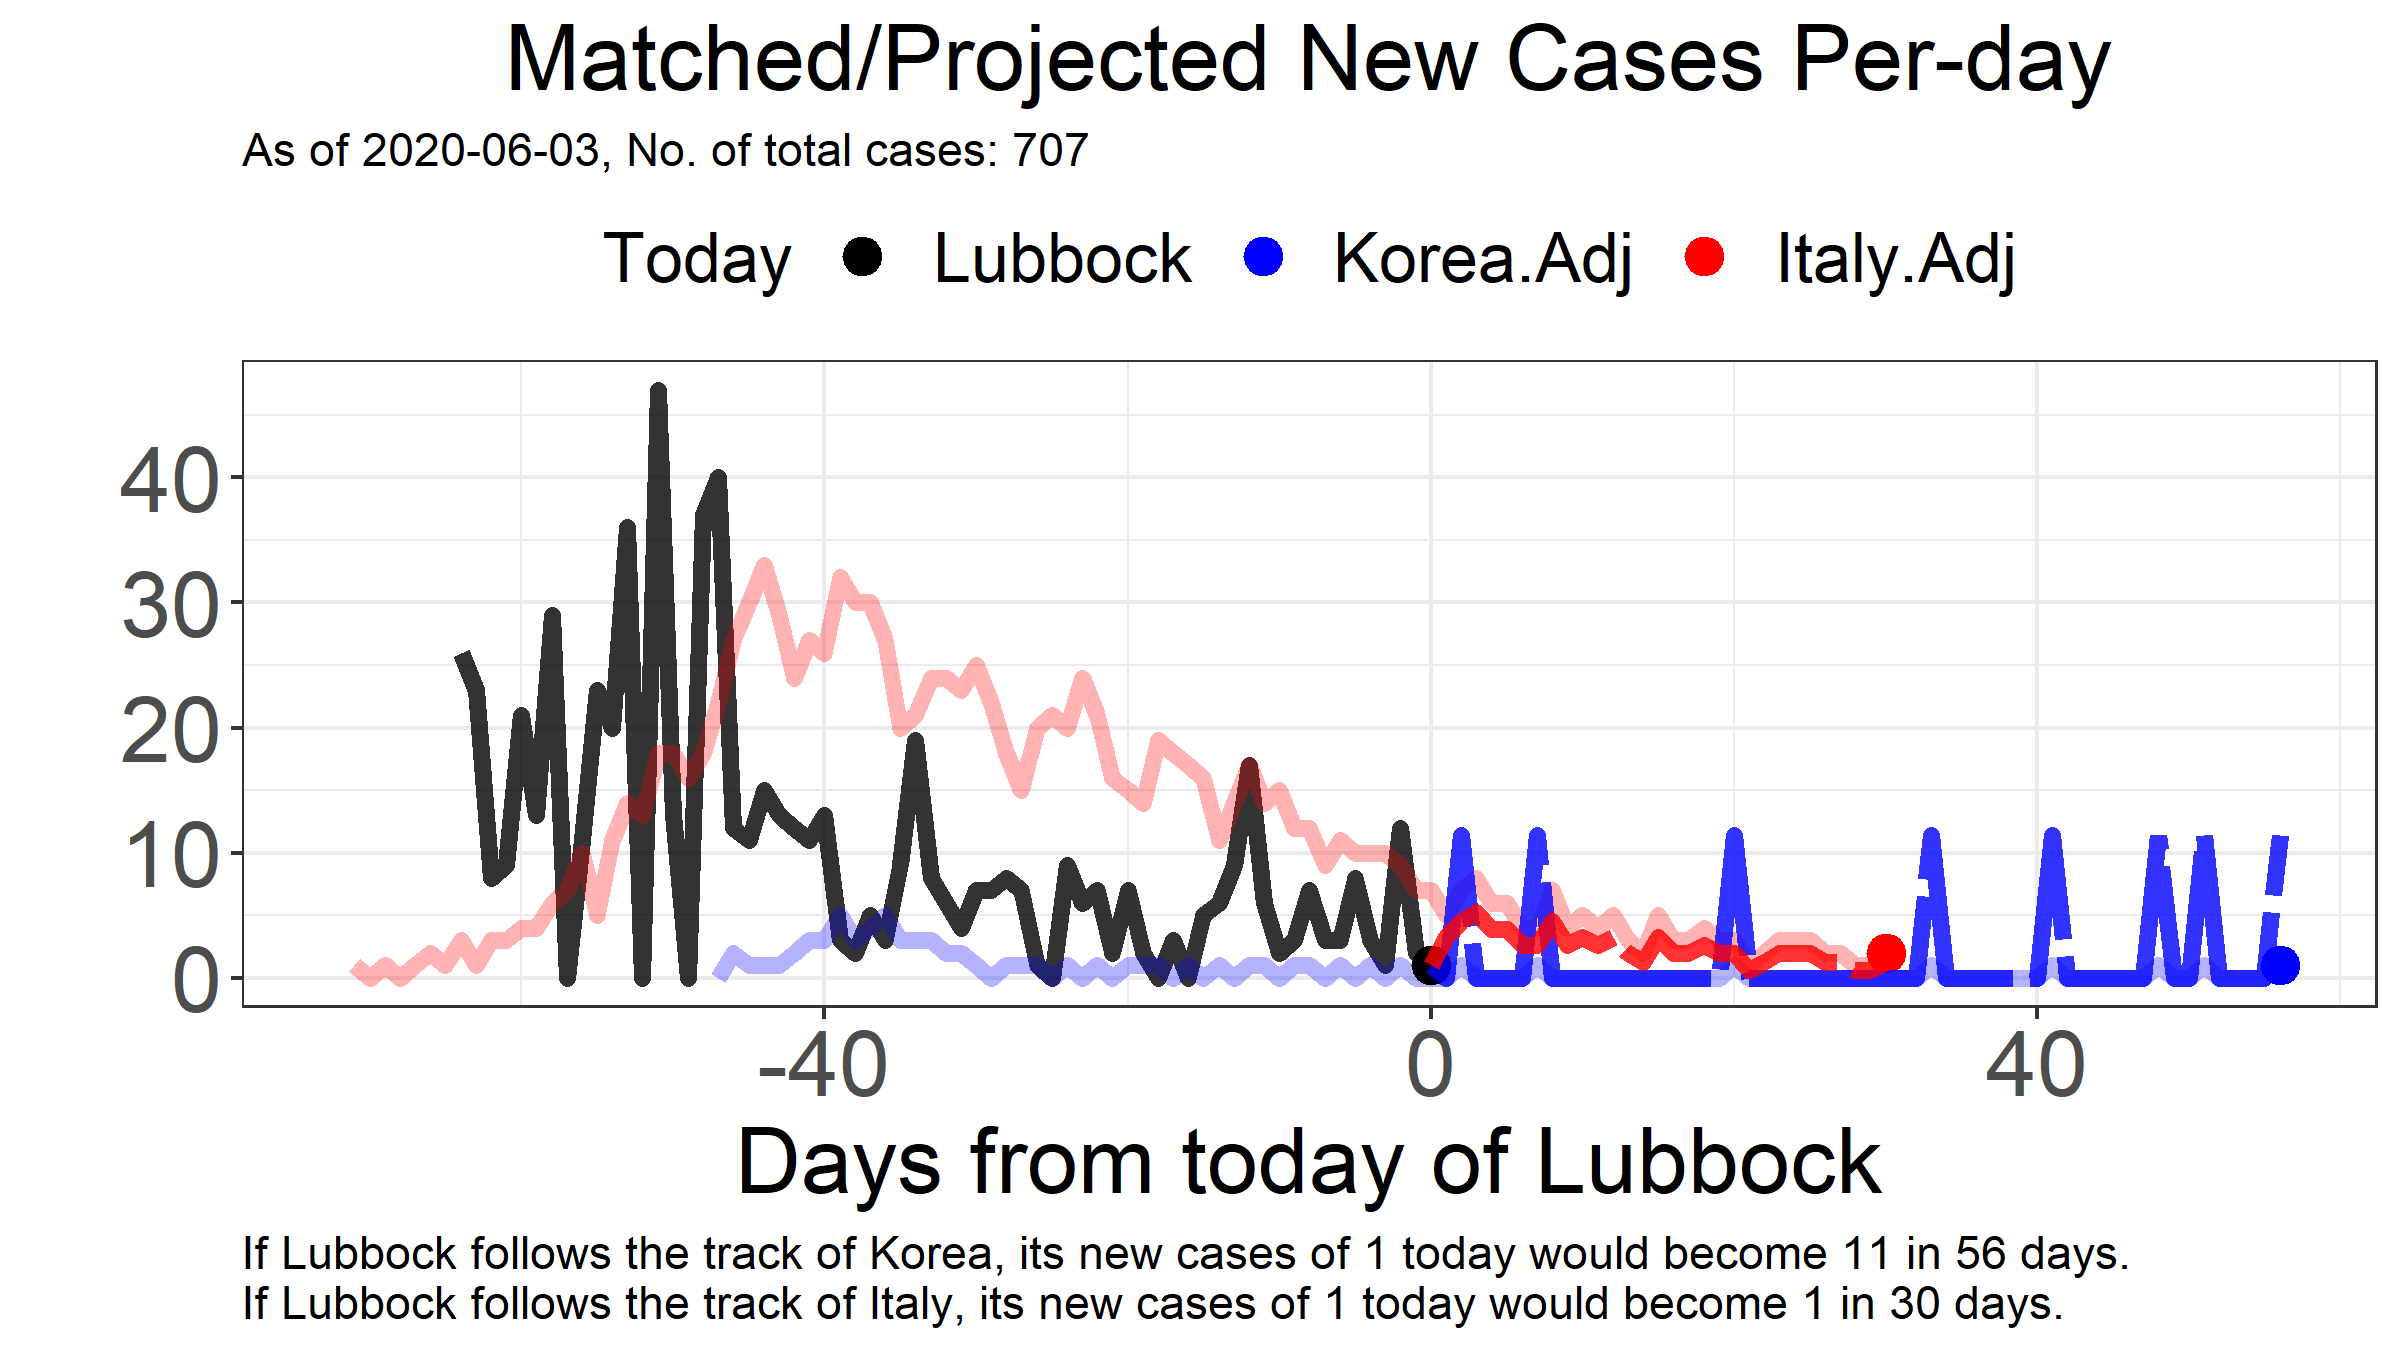 Matched/Projected New Cases Per-day
As of 2020-06-03, No. of total cases: 707
Today Lubbock Korea.Adj Italy.Adj
40
30
20
10
0
-40 0 40
Days from today of Lubbock
If Lubbock follows the track of Korea, its new cases of 1 today would become 11 in 56 days.
If Lubbock follows the track of Italy, its new cases of 1 today would become 1 in 30 days.